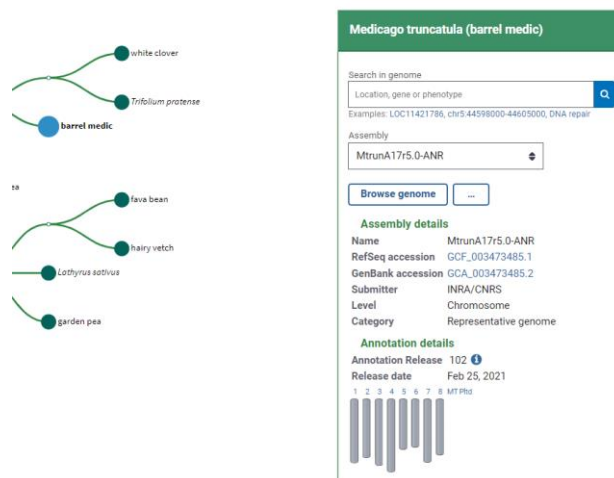 white clover
Trifolium pratense
barrel medic
ea
fava bean
hairy vetch
Lathyrus sativus
garden pea
Medicago truncatula (barrel medic)
Search in genome
Location, gene or phenotype
Examples: LOC11421786, chr5:44598000-44605000, DNA repair
Assembly
MtrunA17r5.0-ANR
Browse genome ...
Assembly details
Name MtrunA17r5.0-ANR
RefSeq accession GCF_003473485.1
GenBank accession GCA_003473485.2
Submitter INRA/CNRS
Level Chromosome
Category Representative genome
Annotation details
Annotation Release 102
Release date Feb 25, 2021
1 2 3 4 5 6 7 8 MT Pltd